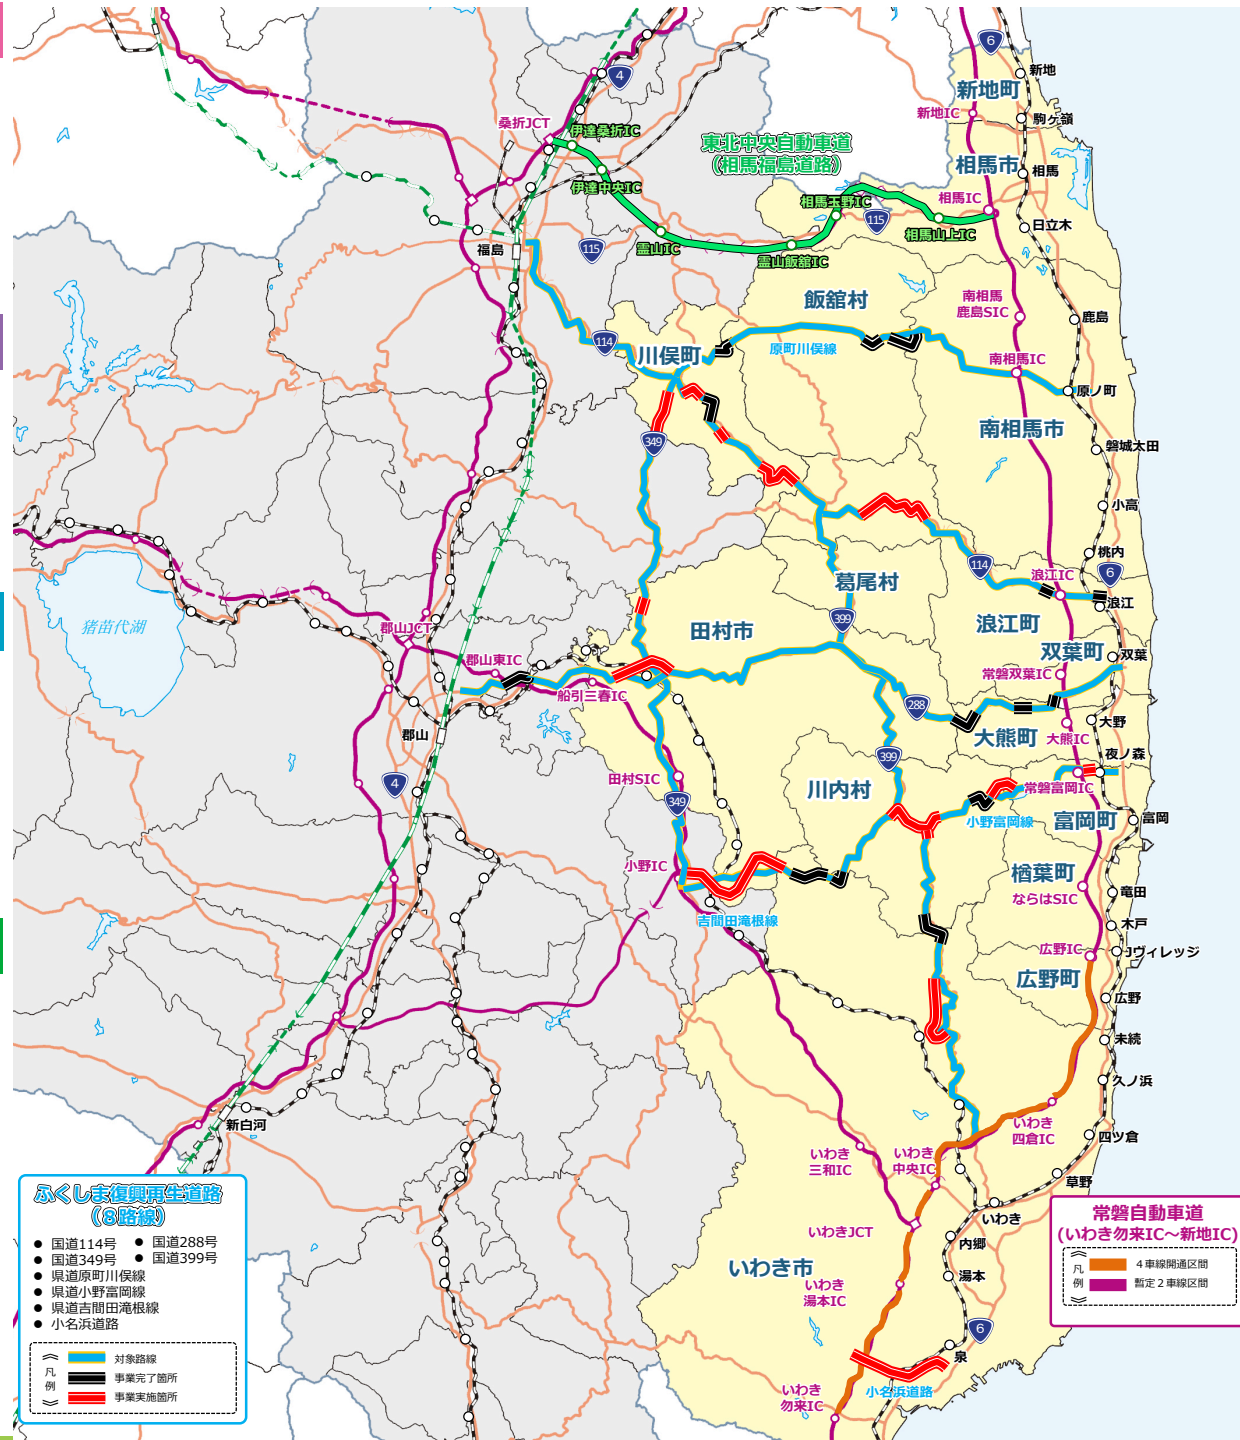 6
新地
4
新地町
新地IC
桑折JCT
駒ヶ嶺
伊達桑折IC
東北中央自動車道
(相馬福島道路)
相馬市
相馬
伊達中央IC
相馬玉野IC
相馬IC
115
相馬山上IC
日立木
福島
115
霊山IC
霊山飯舘IC
飯舘村
南相馬
鹿島SIC
鹿島
114
川俣町
原町川俣線
南相馬IC
原ノ町
349
南相馬市
磐城太田
小高
桃内
114
浪江IC
6
葛尾村
浪江
猪苗代湖
399
浪江町
田村市
郡山JCT
双葉町
双葉
郡山東IC
常磐双葉IC
船引三春IC
288
大野
郡山
大熊町
大熊IC
399
夜ノ森
田村SIC
4
川内村
常磐富岡IC
349
小野富岡線
富岡町
富岡
小野IC
楢葉町
ならはSIC
竜田
吉間田滝根線
木戸
広野IC
Jヴィレッジ
広野町
広野
未続
久ノ浜
新白河
いわき
四倉IC
四ツ倉
いわき
三和IC
いわき
中央IC
草野
いわき
いわきJCT
内郷
いわき市
湯本
いわき
湯本IC
6
泉
小名浜道路
いわき
勿来IC
ふくしま復興再生道路
(8路線)
● 国道114号 ● 国道288号
● 国道349号 ● 国道399号
● 県道原町川俣線
● 県道小野富岡線
● 県道吉間田滝根線
● 小名浜道路
凡例
対象路線
事業完了箇所
事業実施箇所
常磐自動車道
(いわき勿来IC～新地IC)
凡例
4車線開通区間
暫定2車線区間